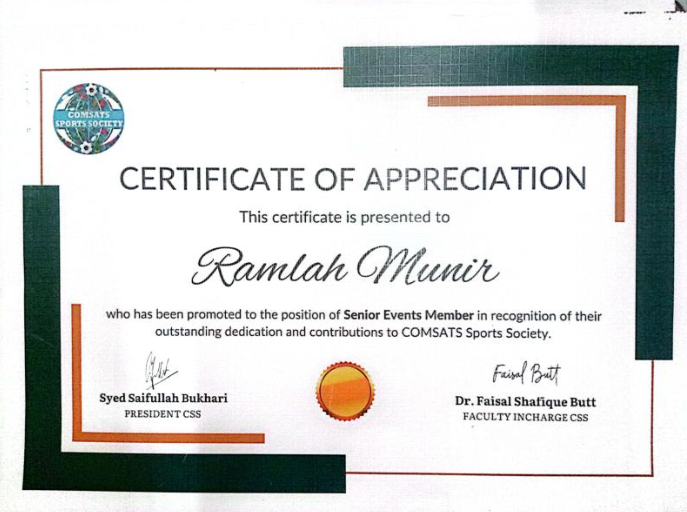 COMSATS
SPORTS SOCIETY
CERTIFICATE OF APPRECIATION
This certificate is presented to
Ramlah Munir
who has been promoted to the position of Senior Events Member in recognition of their
outstanding dedication and contributions to COMSATS Sports Society.
Syed Saifullah Bukhari
PRESIDENT CSS
Faisal Butt
Dr. Faisal Shafique Butt
FACULTY INCHARGE CSS